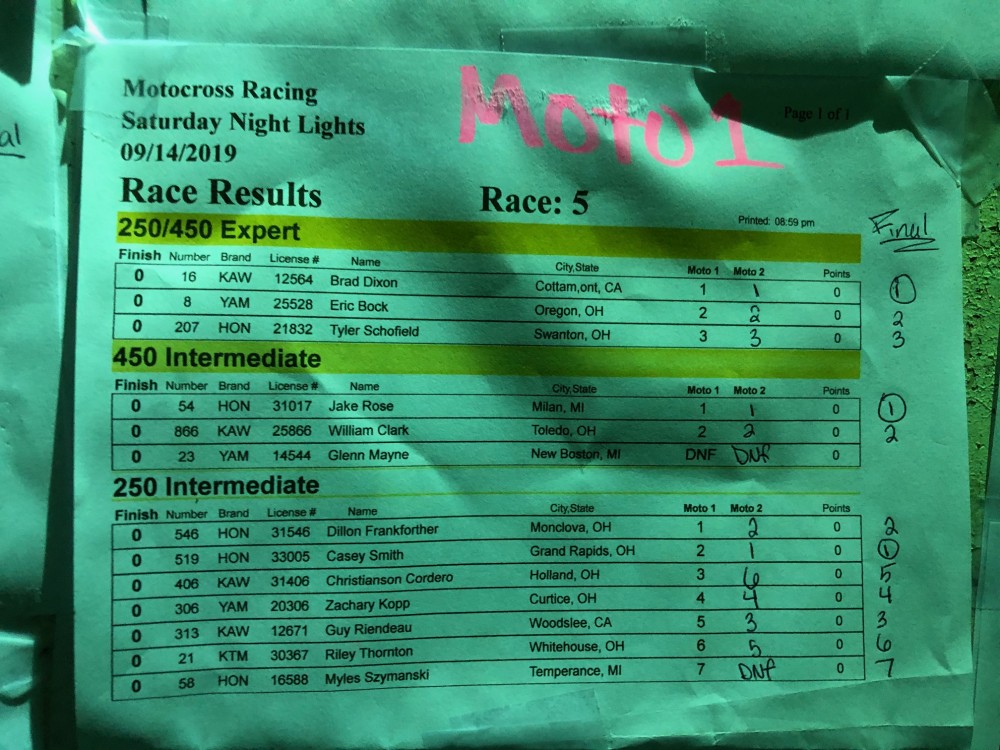 al
Motocross Racing
Saturday Night Lights
09/14/2019
Moto 1
Page 1 of 1
Race Results
Race: 5
Printed: 08:59 pm
Final
250/450 Expert
Finish Number Brand License # Name City,State Moto 1 Moto 2 Points
0 16 KAW 12564 Brad Dixon Cottam,ont, CA 1 1 0 1
0 8 YAM 25528 Eric Bock Oregon, OH 2 2 0 2
0 207 HON 21832 Tyler Schofield Swanton, OH 3 3 0 3
450 Intermediate
Finish Number Brand License # Name City,State Moto 1 Moto 2 Points
0 54 HON 31017 Jake Rose Milan, MI 1 1 0 1
0 866 KAW 25866 William Clark Toledo, OH 2 2 0 2
0 23 YAM 14544 Glenn Mayne New Boston, MI DNF DNF 0
250 Intermediate
Finish Number Brand License # Name City,State Moto 1 Moto 2 Points
0 546 HON 31546 Dillon Frankforther Monclova, OH 1 2 0 2
0 519 HON 33005 Casey Smith Grand Rapids, OH 2 1 0 1
0 406 KAW 31406 Christianson Cordero Holland, OH 3 6 0 5
0 306 YAM 20306 Zachary Kopp Curtice, OH 4 4 0 4
0 313 KAW 12671 Guy Riendeau Woodslee, CA 5 3 0 3
0 21 KTM 30367 Riley Thornton Whitehouse, OH 6 5 0 6
0 58 HON 16588 Myles Szymanski Temperance, MI 7 DNF 0 7